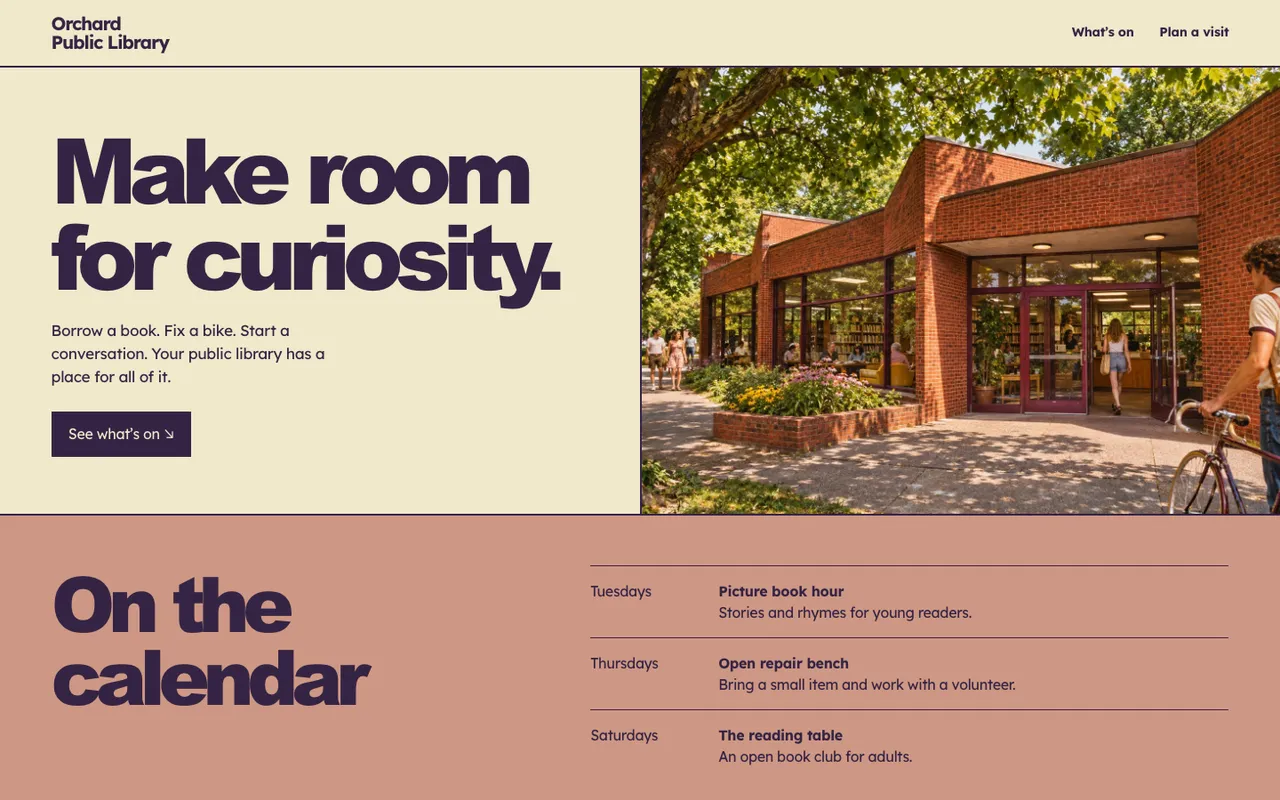 Orchard
Public Library
What's on
Plan a visit
Make room
for curiosity.
Borrow a book. Fix a bike. Start a
conversation. Your public library has a
place for all of it.
See what's on ↘
On the
calendar
Tuesdays
Picture book hour
Stories and rhymes for young readers.
Thursdays
Open repair bench
Bring a small item and work with a volunteer.
Saturdays
The reading table
An open book club for adults.